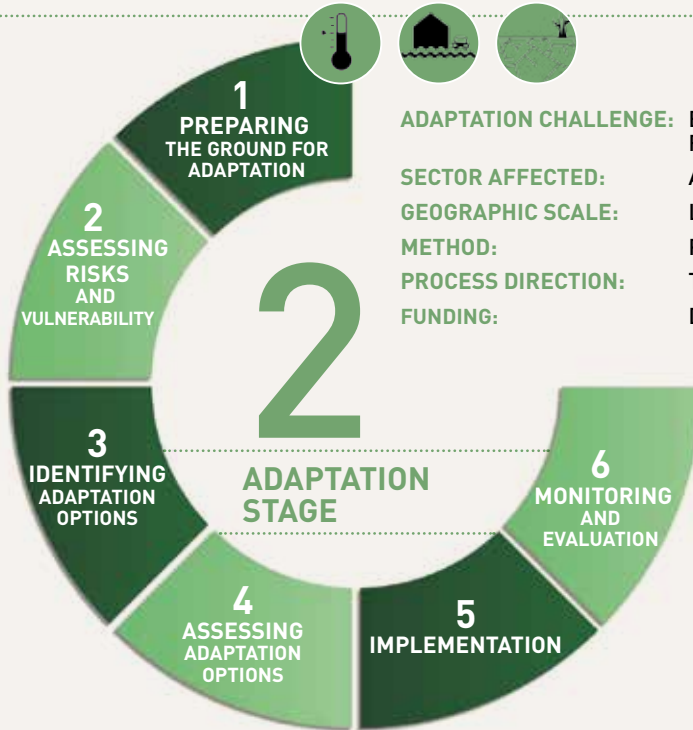 1
PREPARING
THE GROUND FOR
ADAPTATION
2
ASSESSING
RISKS
AND
VULNERABILITY
3
IDENTIFYING
ADAPTATION
OPTIONS
4
ASSESSING
ADAPTATION
OPTIONS
5
IMPLEMENTATION
6
MONITORING
AND
EVALUATION
2
ADAPTATION
STAGE
ADAPTATION CHALLENGE:
SECTOR AFFECTED:
GEOGRAPHIC SCALE:
METHOD:
PROCESS DIRECTION:
FUNDING: